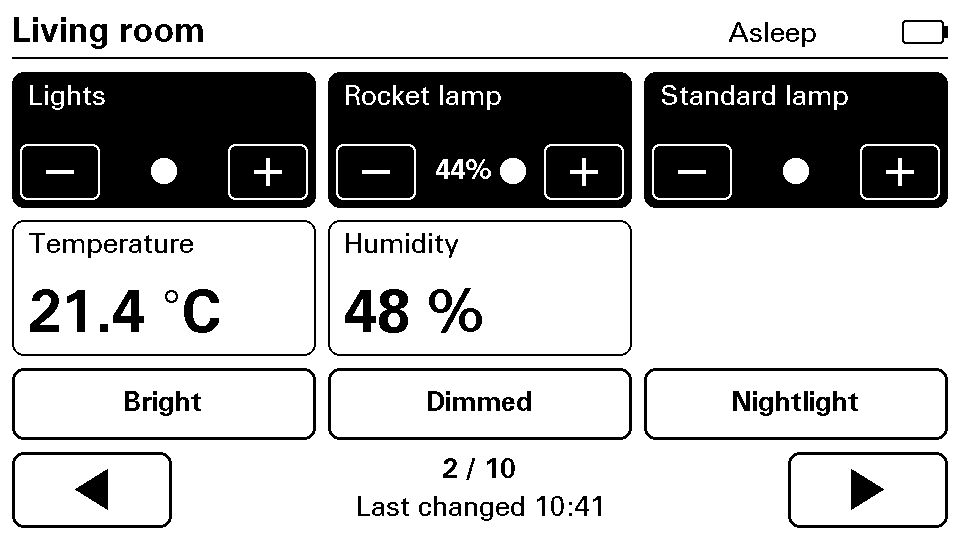 Living room
Asleep
Lights
Rocket lamp
Standard lamp
− +
− 44% +
− +
Temperature
Humidity
21.4 °C
48 %
Bright
Dimmed
Nightlight
2 / 10
Last changed 10:41